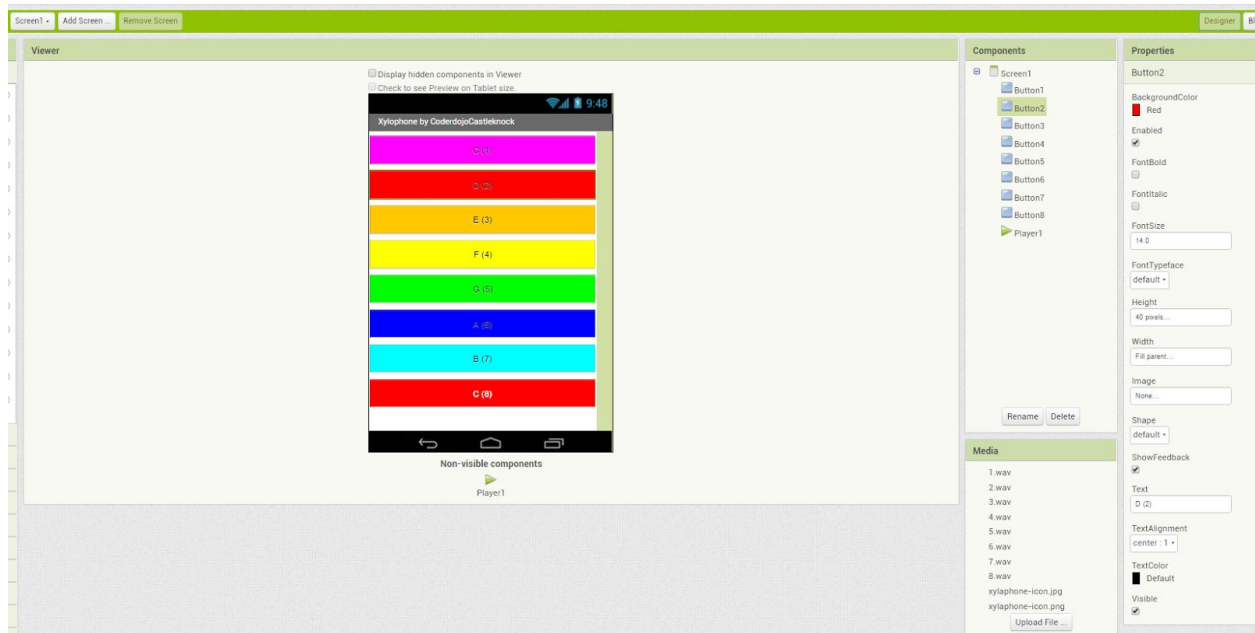 Screen1
Add Screen ...
Remove Screen
Designer
Viewer
Display hidden components in Viewer
Check to see Preview on Tablet size.
9:48
Xylophone by CoderdojoCastleknock
C (1)
D (2)
E (3)
F (4)
G (5)
A (6)
B (7)
C (8)
Non-visible components
Player1
Components
Screen1
Button1
Button2
Button3
Button4
Button5
Button6
Button7
Button8
Player1
Rename
Delete
Media
1.wav
2.wav
3.wav
4.wav
5.wav
6.wav
7.wav
8.wav
xylaphone-icon.jpg
xylaphone-icon.png
Upload File ...
Properties
Button2
BackgroundColor
Red
Enabled
FontBold
FontItalic
FontSize
14.0
FontTypeface
default
Height
40 pixels...
Width
Fill parent...
Image
None...
Shape
default
ShowFeedback
Text
D (2)
TextAlignment
center : 1
TextColor
Default
Visible